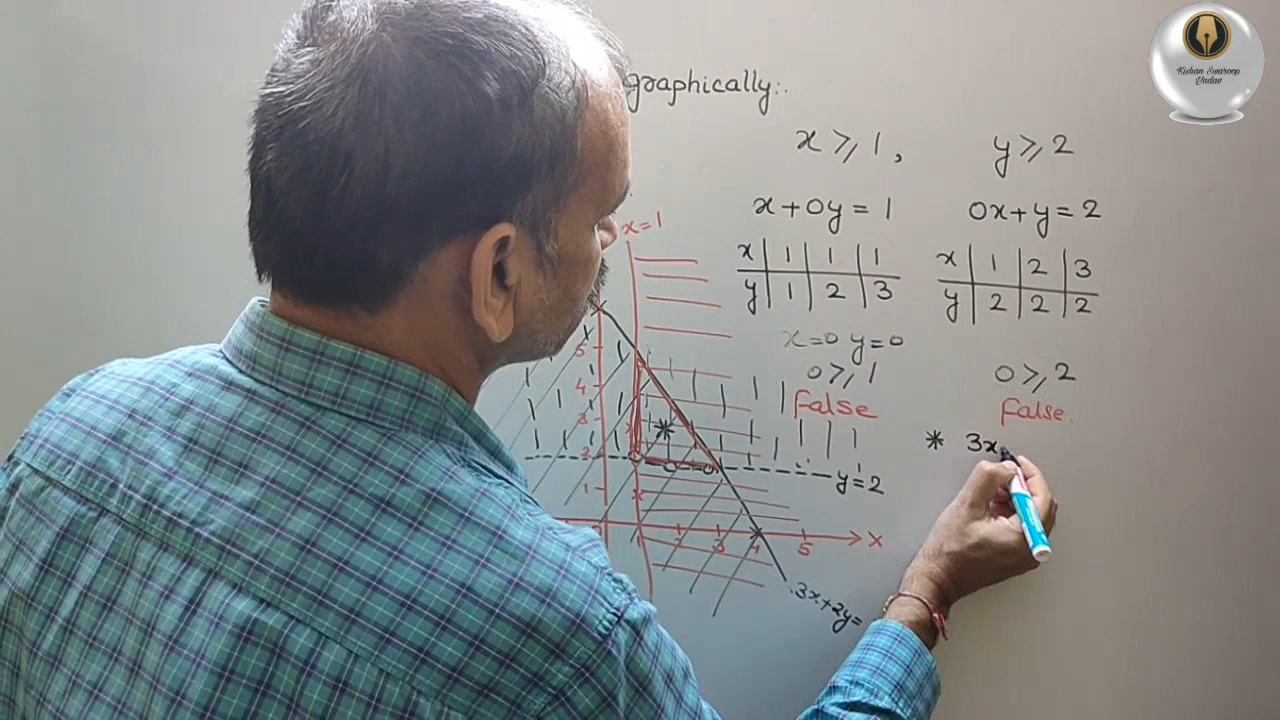 graphically:.
x ⩾ 1, y ⩾ 2
x + 0y = 1 0x + y = 2
x | 1 | 1 | 1
y | 1 | 2 | 3
x | 1 | 2 | 3
y | 2 | 2 | 2
x=0 y=0
0 ⩾ 1 0 ⩾ 2
false false.
* 3x
x=1
5
4
3
2
1
y=2
1 2 3 4 5 x
3x+2y=
Kishan Swaroop
Yadav